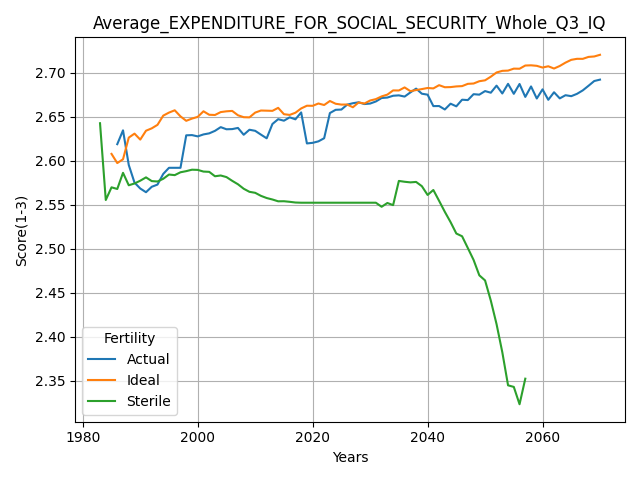 Average_EXPENDITURE_FOR_SOCIAL_SECURITY_Whole_Q3_IQ
Score(1-3)
2.70
2.65
2.60
2.55
2.50
2.45
2.40
2.35
Fertility
Actual
Ideal
Sterile
1980
2000
2020
2040
2060
Years